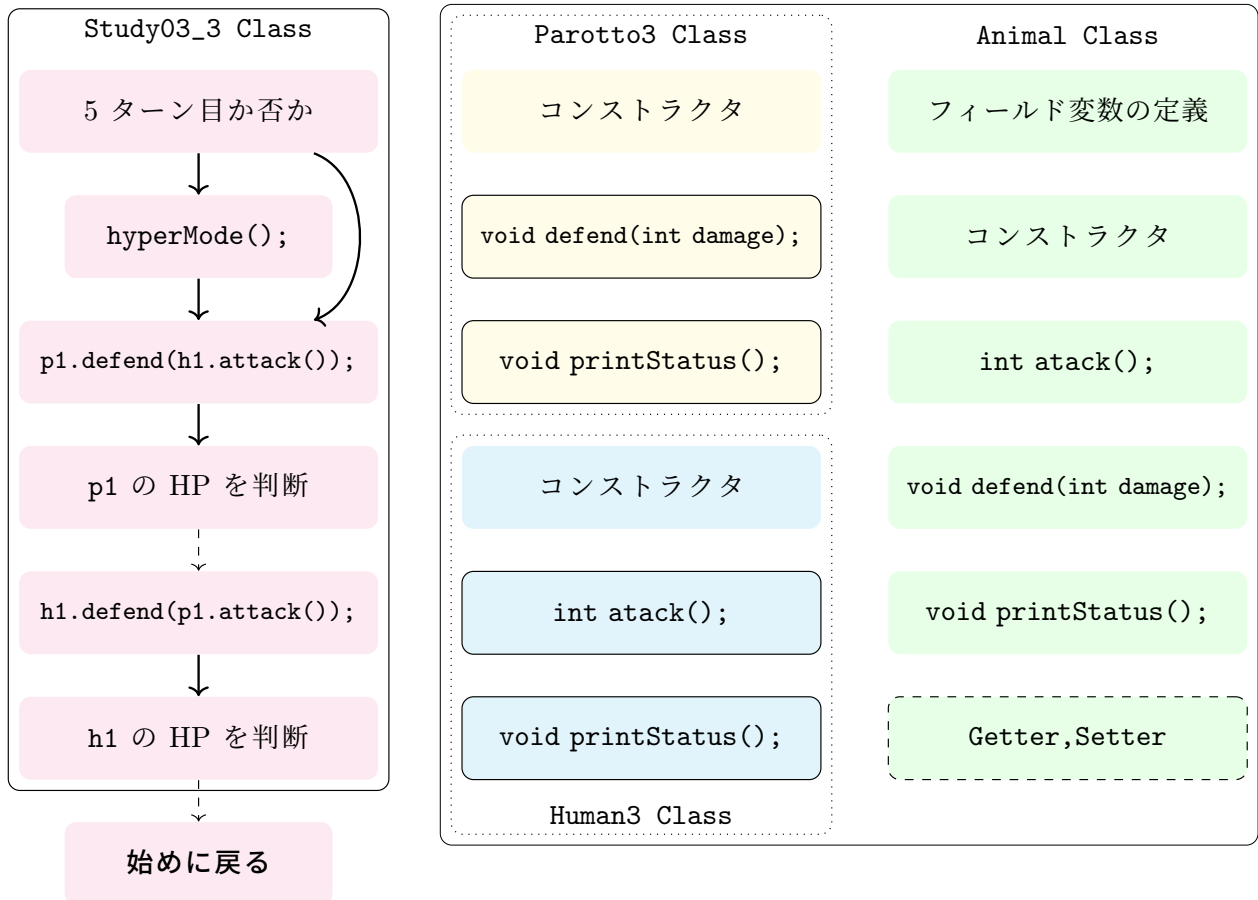 Study03_3 Class
5 ターン目か否か
hyperMode();
p1.defend(h1.attack());
p1 の HP を判断
h1.defend(p1.attack());
h1 の HP を判断
始めに戻る
Parotto3 Class
コンストラクタ
void defend(int damage);
void printStatus();
コンストラクタ
int atack();
void printStatus();
Human3 Class
Animal Class
フィールド変数の定義
コンストラクタ
int atack();
void defend(int damage);
void printStatus();
Getter,Setter